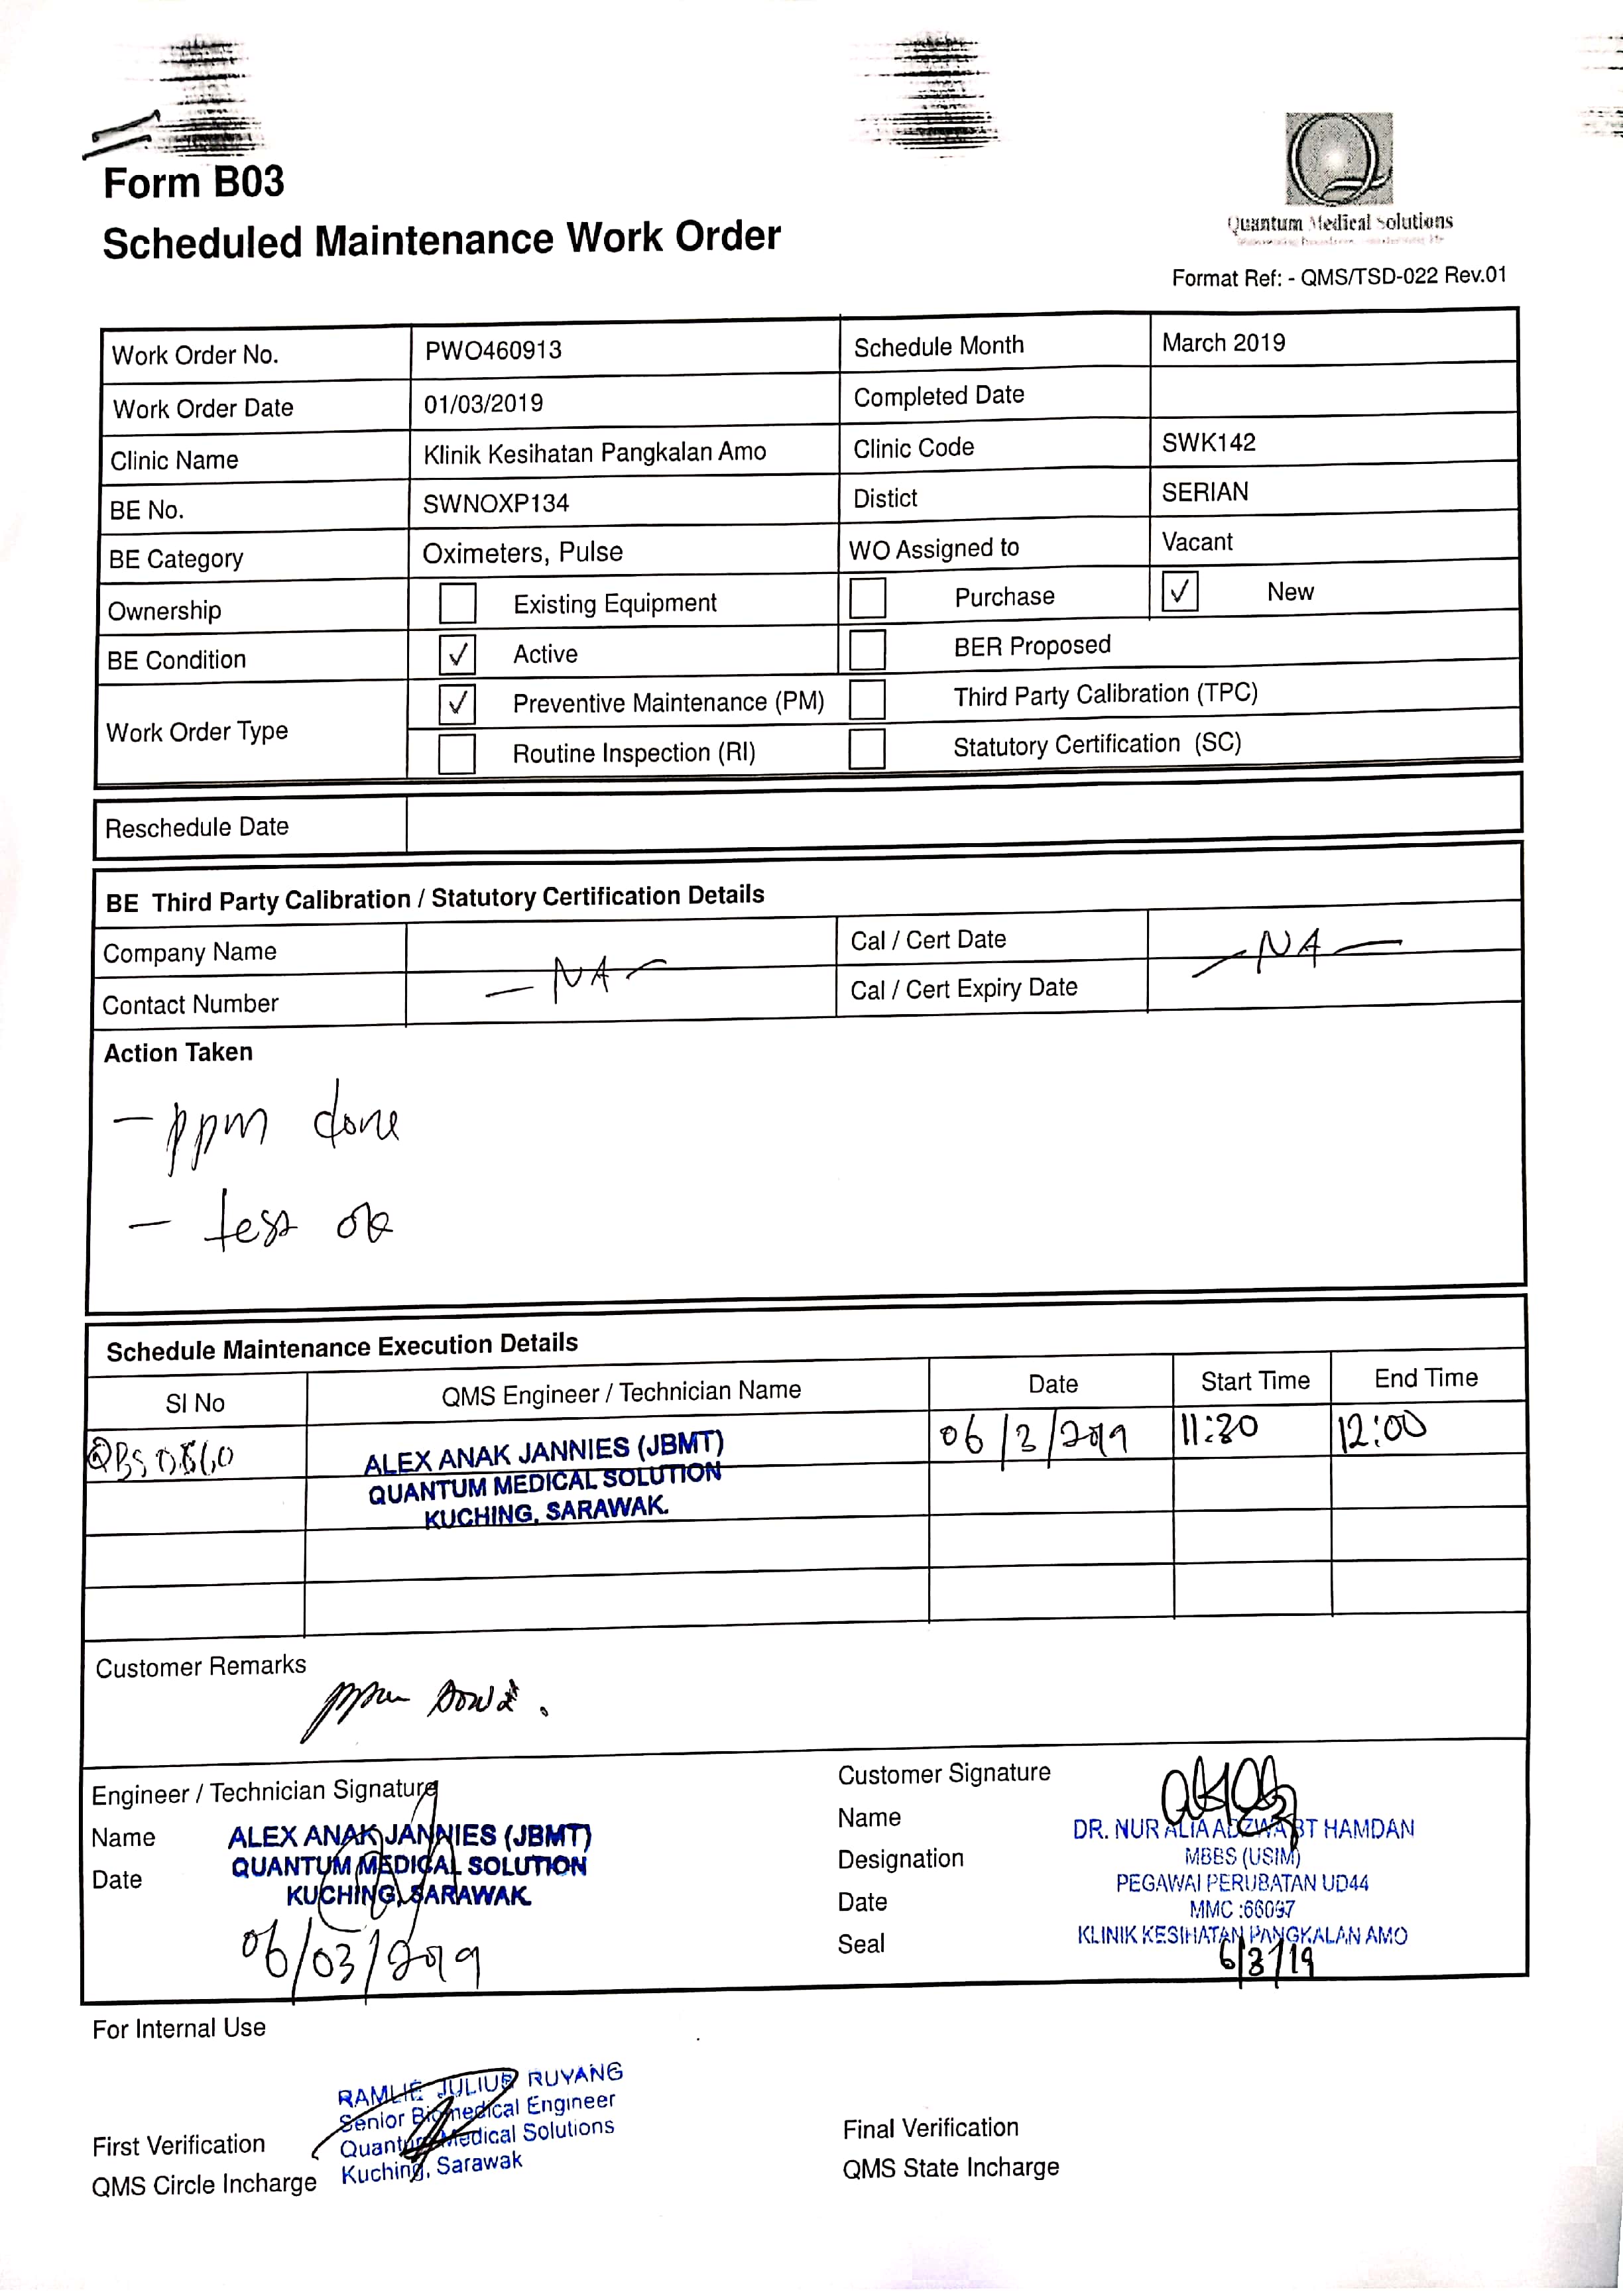 Form B03
Scheduled Maintenance Work Order
Quantum Medical Solutions
Format Ref: - QMS/TSD-022 Rev.01
Work Order No. PWO460913 Schedule Month March 2019
Work Order Date 01/03/2019 Completed Date
Clinic Name Klinik Kesihatan Pangkalan Amo Clinic Code SWK142
BE No. SWNOXP134 Distict SERIAN
BE Category Oximeters, Pulse WO Assigned to Vacant
Ownership Existing Equipment Purchase ✓ New
BE Condition ✓ Active BER Proposed
Work Order Type ✓ Preventive Maintenance (PM) Third Party Calibration (TPC)
Routine Inspection (RI) Statutory Certification (SC)
Reschedule Date
BE Third Party Calibration / Statutory Certification Details
Company Name Cal / Cert Date
— NA — — NA —
Contact Number Cal / Cert Expiry Date
Action Taken
— ppm done
— test ok
Schedule Maintenance Execution Details
SI No QMS Engineer / Technician Name Date Start Time End Time
ALEX ANAK JANNIES (JBMT) 06/3/2019 11:30 12:00
QUANTUM MEDICAL SOLUTION
KUCHING, SARAWAK.
Customer Remarks
ppm done.
Engineer / Technician Signature
Name ALEX ANAK JANNIES (JBMT)
Date QUANTUM MEDICAL SOLUTION
KUCHING, SARAWAK.
06/03/2019
Customer Signature
Name DR. NUR ALIA ADZWA BT HAMDAN
Designation MBBS (USIM)
PEGAWAI PERUBATAN UD44
Date MMC :66097
Seal KLINIK KESIHATAN PANGKALAN AMO
6/3/19
For Internal Use
RAMLIE JULIUS RUYANG
Senior Biomedical Engineer
Quantum Medical Solutions
Kuching, Sarawak
First Verification
QMS Circle Incharge
Final Verification
QMS State Incharge